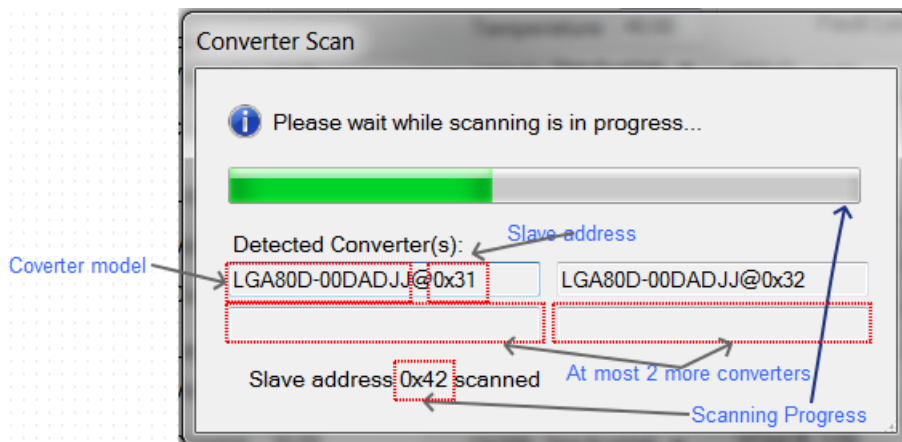 Converter Scan
Please wait while scanning is in progress...
Detected Converter(s):
Slave address
Coverter model
LGA80D-00DADJJ@0x31
LGA80D-00DADJJ@0x32
Slave address 0x42 scanned
At most 2 more converters
Scanning Progress